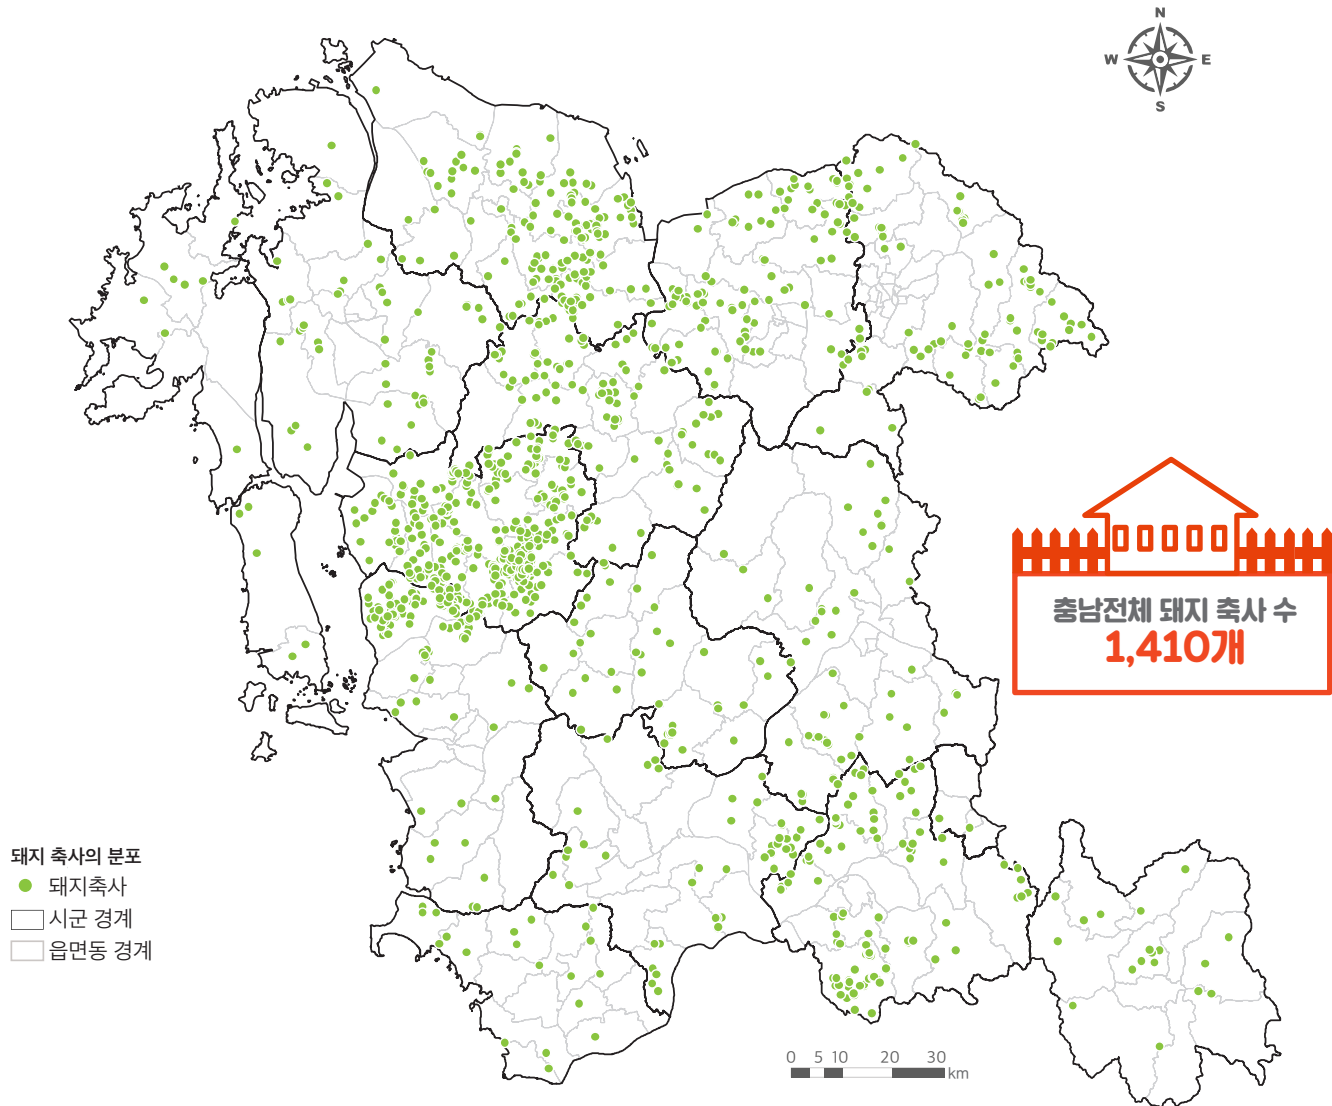 N
W E
S
충남전체 돼지 축사 수
1,410개
돼지 축사의 분포
돼지축사
시군 경계
읍면동 경계
0 5 10 20 30
km